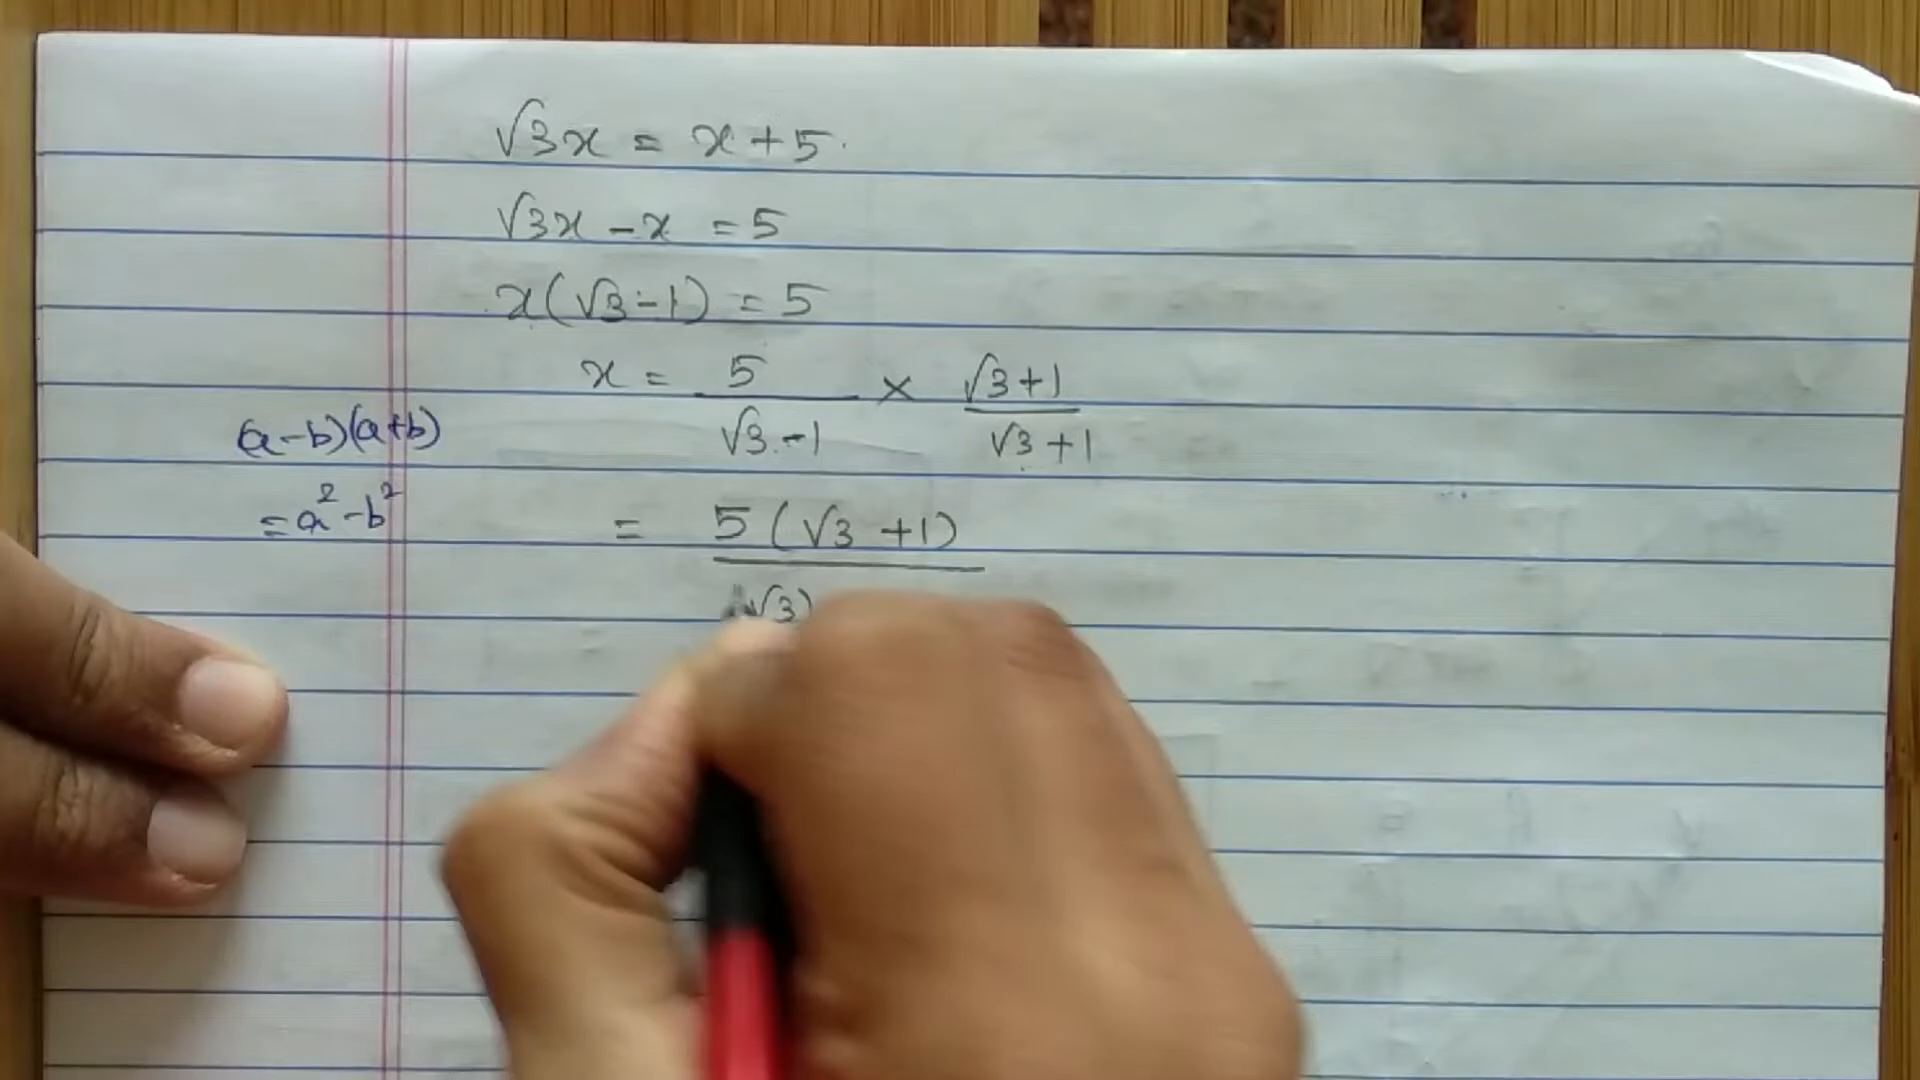 √3x = x+5.
√3x - x = 5
x(√3-1) = 5
x = 5/(√3-1) × (√3+1)/(√3+1)
(a-b)(a+b)
= a² - b²
= 5(√3+1)
(√3)